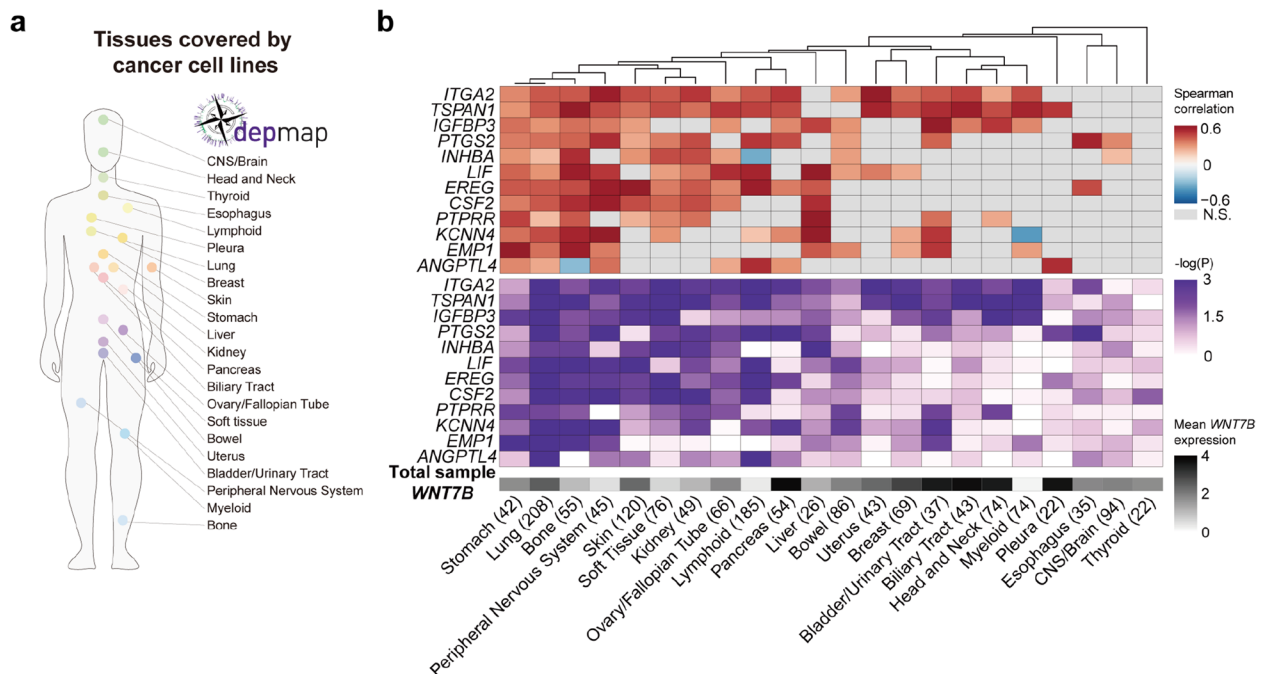 a
Tissues covered by
cancer cell lines
depmap
CNS/Brain
Head and Neck
Thyroid
Esophagus
Lymphoid
Pleura
Lung
Breast
Skin
Stomach
Liver
Kidney
Pancreas
Biliary Tract
Ovary/Fallopian Tube
Soft tissue
Bowel
Uterus
Bladder/Urinary Tract
Peripheral Nervous System
Myeloid
Bone
b
ITGA2
TSPAN1
IGFBP3
PTGS2
INHBA
LIF
EREG
CSF2
PTPRR
KCNN4
EMP1
ANGPTL4
Spearman
correlation
0.6
0
−0.6
N.S.
ITGA2
TSPAN1
IGFBP3
PTGS2
INHBA
LIF
EREG
CSF2
PTPRR
KCNN4
EMP1
ANGPTL4
-log(P)
3
1.5
0
Mean WNT7B
expression
4
2
0
Total sample
WNT7B
Stomach (42)
Lung (208)
Bone (55)
Peripheral Nervous System (45)
Skin (120)
Soft Tissue (76)
Kidney (49)
Ovary/Fallopian Tube (66)
Lymphoid (185)
Pancreas (54)
Liver (26)
Bowel (86)
Uterus (43)
Breast (69)
Bladder/Urinary Tract (37)
Biliary Tract (43)
Head and Neck (74)
Myeloid (74)
Pleura (22)
Esophagus (35)
CNS/Brain (94)
Thyroid (22)